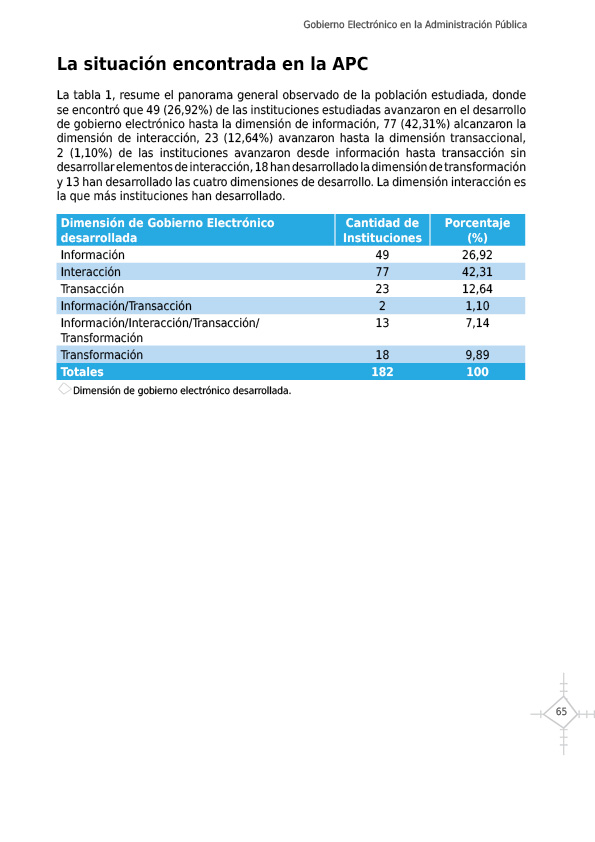 Gobierno Electrónico en la Administración Pública
La situación encontrada en la APC
La tabla 1, resume el panorama general observado de la población estudiada, donde
se encontró que 49 (26,92%) de las instituciones estudiadas avanzaron en el desarrollo
de gobierno electrónico hasta la dimensión de información, 77 (42,31%) alcanzaron la
dimensión de interacción, 23 (12,64%) avanzaron hasta la dimensión transaccional,
2 (1,10%) de las instituciones avanzaron desde información hasta transacción sin
desarrollar elementos de interacción, 18 han desarrollado la dimensión de transformación
y 13 han desarrollado las cuatro dimensiones de desarrollo. La dimensión interacción es
la que más instituciones han desarrollado.
Dimensión de Gobierno Electrónico desarrollada Cantidad de Instituciones Porcentaje (%)
Información 49 26,92
Interacción 77 42,31
Transacción 23 12,64
Información/Transacción 2 1,10
Información/Interacción/Transacción/ 13 7,14
Transformación
Transformación 18 9,89
Totales 182 100
Dimensión de gobierno electrónico desarrollada.
65